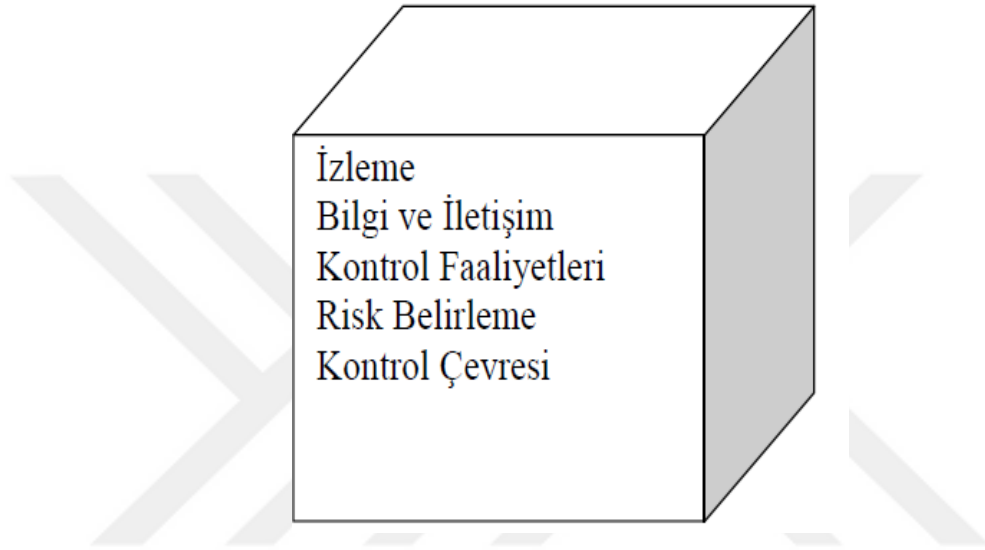 İzleme
Bilgi ve İletişim
Kontrol Faaliyetleri
Risk Belirleme
Kontrol Çevresi